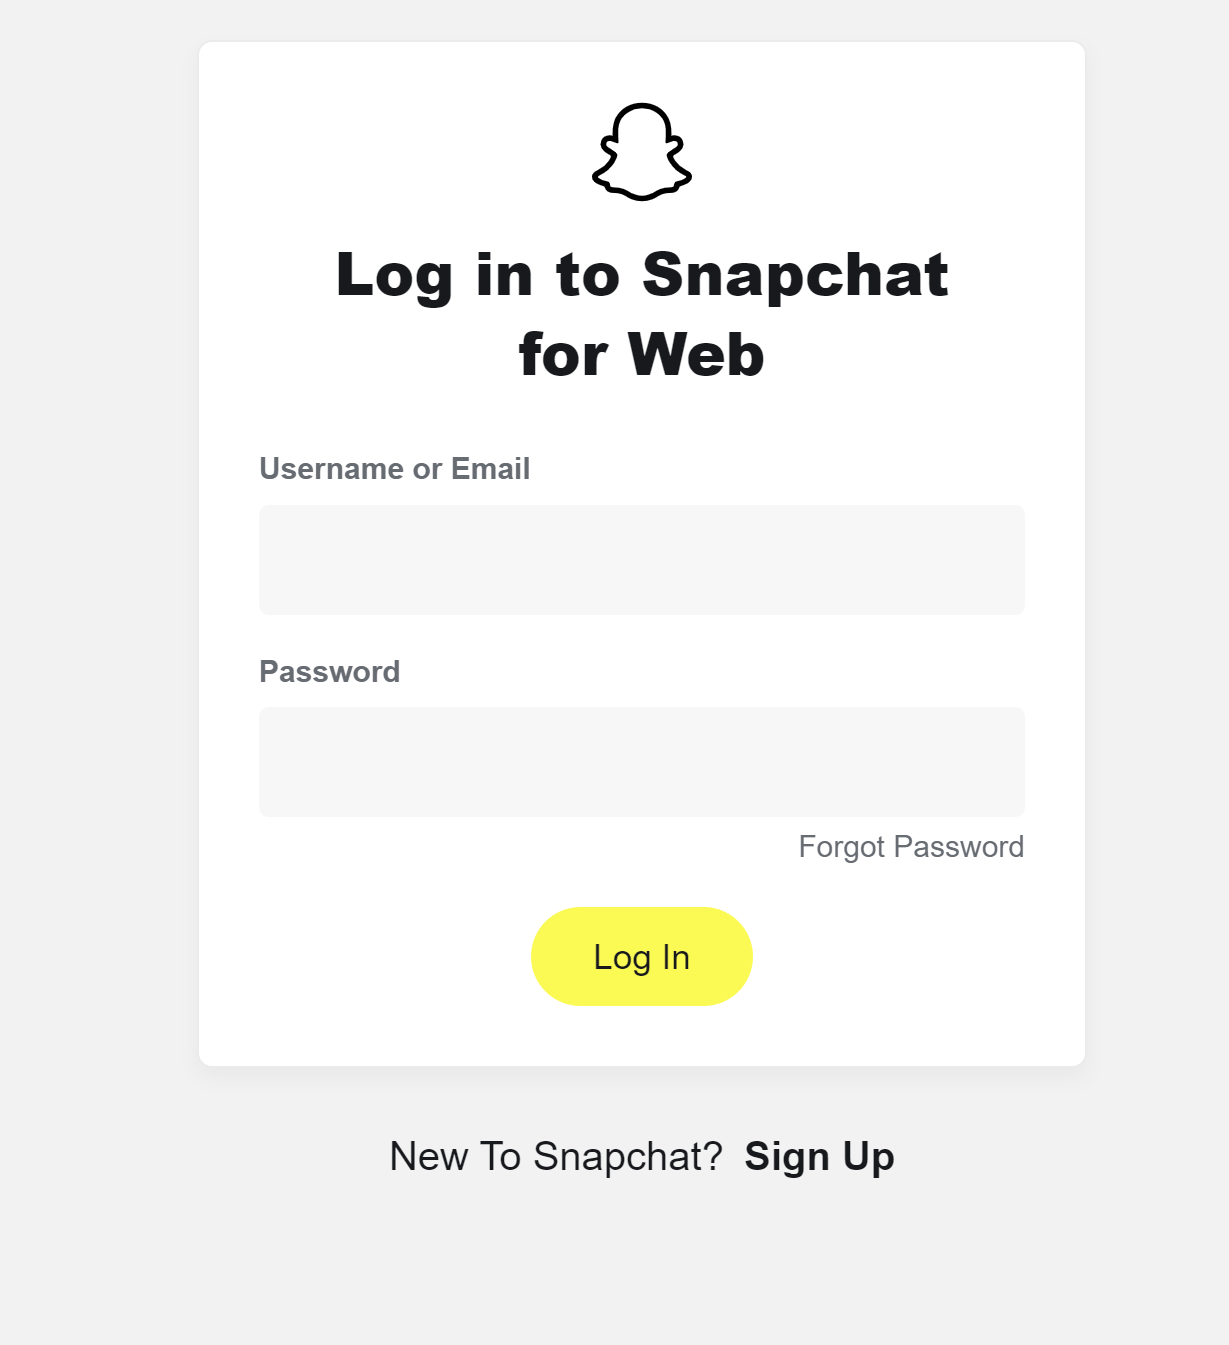 Log in to Snapchat
for Web
Username or Email
Password
Forgot Password
Log In
New To Snapchat? Sign Up